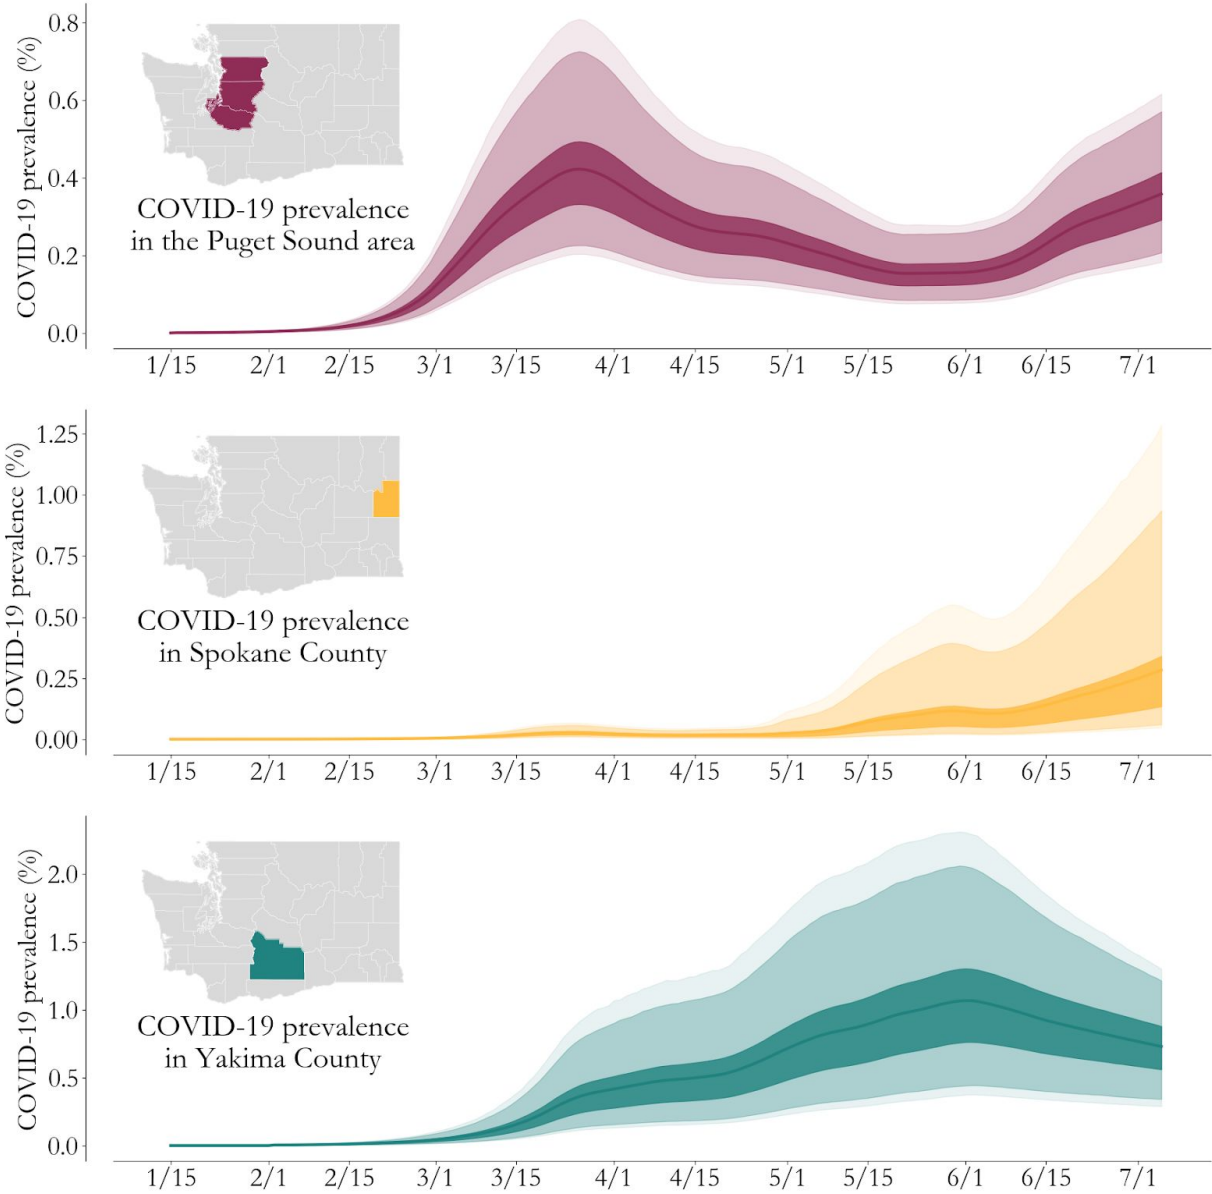 COVID-19 prevalence (%)
0.8
0.6
0.4
0.2
0.0
COVID-19 prevalence
in the Puget Sound area
1/15 2/1 2/15 3/1 3/15 4/1 4/15 5/1 5/15 6/1 6/15 7/1
COVID-19 prevalence (%)
1.25
1.00
0.75
0.50
0.25
0.00
COVID-19 prevalence
in Spokane County
1/15 2/1 2/15 3/1 3/15 4/1 4/15 5/1 5/15 6/1 6/15 7/1
COVID-19 prevalence (%)
2.0
1.5
1.0
0.5
0.0
COVID-19 prevalence
in Yakima County
1/15 2/1 2/15 3/1 3/15 4/1 4/15 5/1 5/15 6/1 6/15 7/1